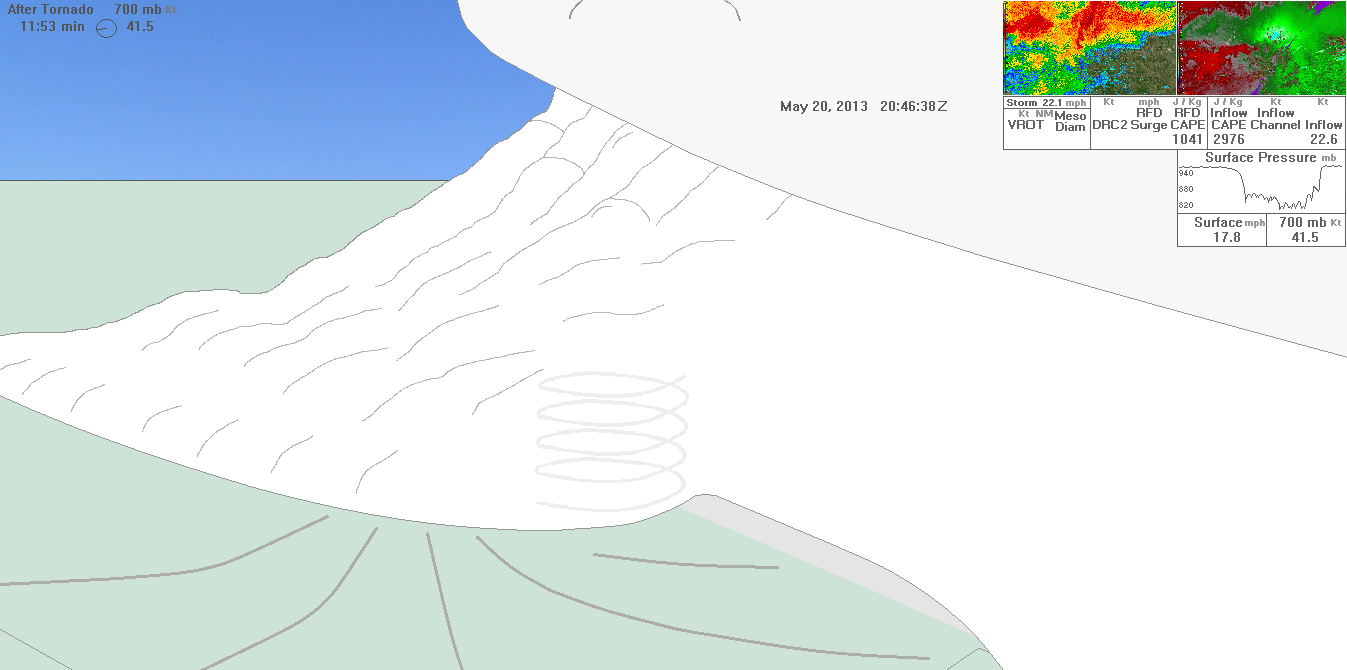 After Tornado 700 mb Kt
11:53 min 41.5
May 20, 2013 20:46:38Z
Storm 22.1 mph
Kt NM
VROT Meso Diam
Kt mph J / Kg
DRC2 RFD Surge RFD CAPE
1041
J / Kg Kt Kt
Inflow CAPE Inflow Channel Inflow
2976 22.6
Surface Pressure mb
940
880
820
Surface mph 700 mb Kt
17.8 41.5